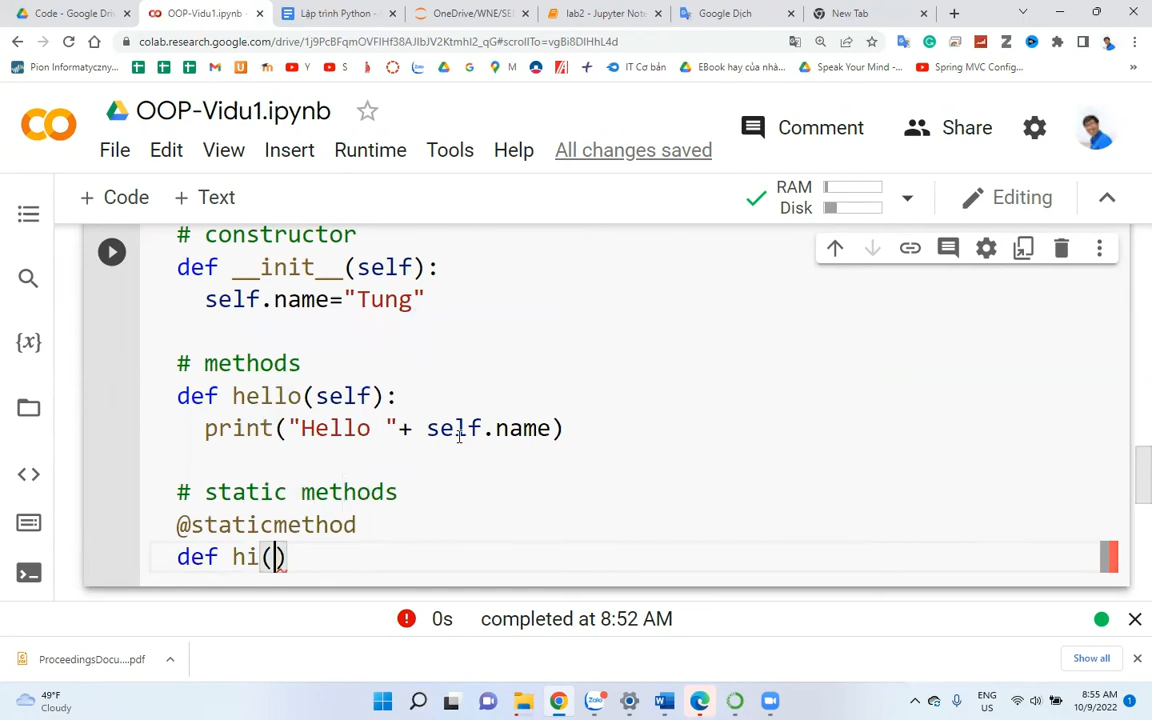 Code - Google Dri
OOP-Vidu1.ipynb
Lập trình Python -
OneDrive/WNE/SE
lab2 - Jupyter Note
Google Dịch
New Tab
colab.research.google.com/drive/1j9PcBFqmOVFIHf38AJIbJV2KtmhI2_qG#scrollTo=vgBi8DIHhL4d
Pion Informatyczny...
M
Y
S
M
IT Cơ bản
EBook hay của nhà...
Speak Your Mind -...
Spring MVC Config...
OOP-Vidu1.ipynb
Comment
Share
File Edit View Insert Runtime Tools Help All changes saved
+ Code + Text
RAM
Disk
Editing
# constructor
def __init__(self):
self.name="Tung"
# methods
def hello(self):
print("Hello "+ self.name)
# static methods
@staticmethod
def hi()
{x}
0s completed at 8:52 AM
ProceedingsDocu....pdf
Show all
49°F
Cloudy
ENG
US
8:55 AM
10/9/2022